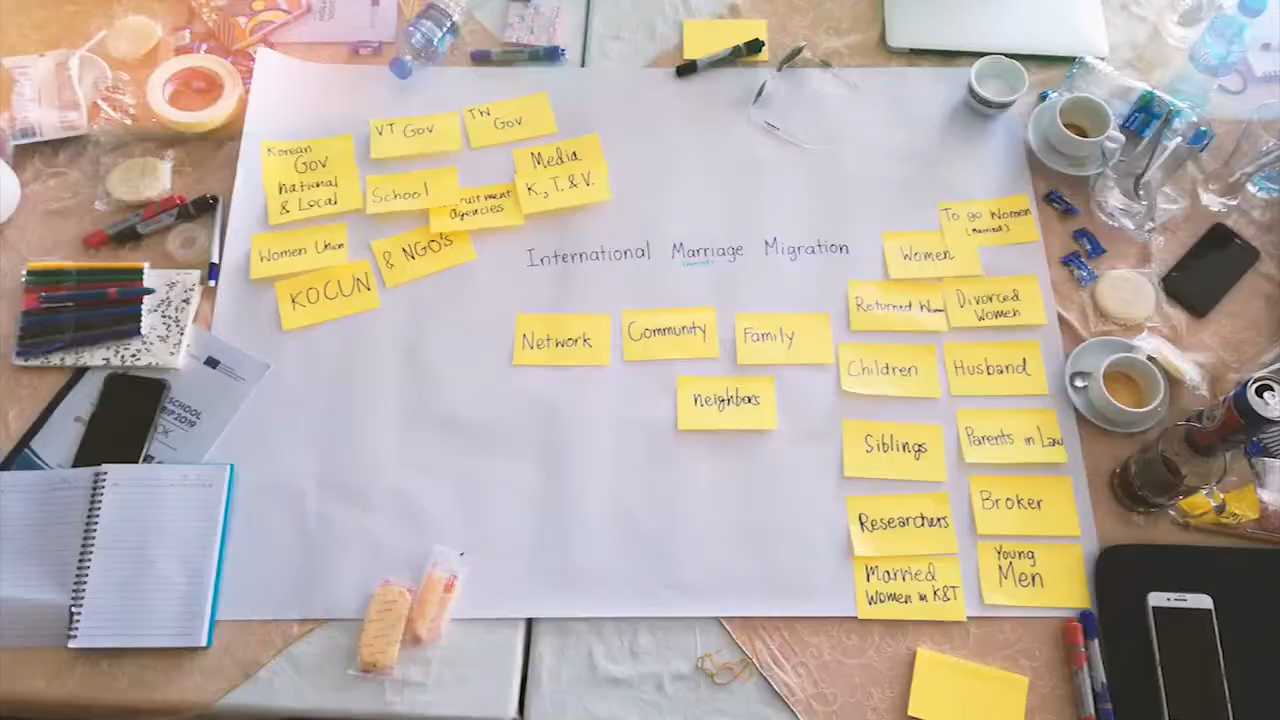 VT Gov
TW
Gov
Korean
Gov
national
& Local
Media
K., T. & V.
School
agencies
Women Union
& NGO's
KOCUN
International Marriage Migration
To go Women
(Married)
Women
Returned
Divorced
Women
Network
Community
Family
Children
Husband
neighbors
Siblings
Parents in Law
Researchers
Broker
Married
Women in K&T
Young
Men
SCHOOL
2019